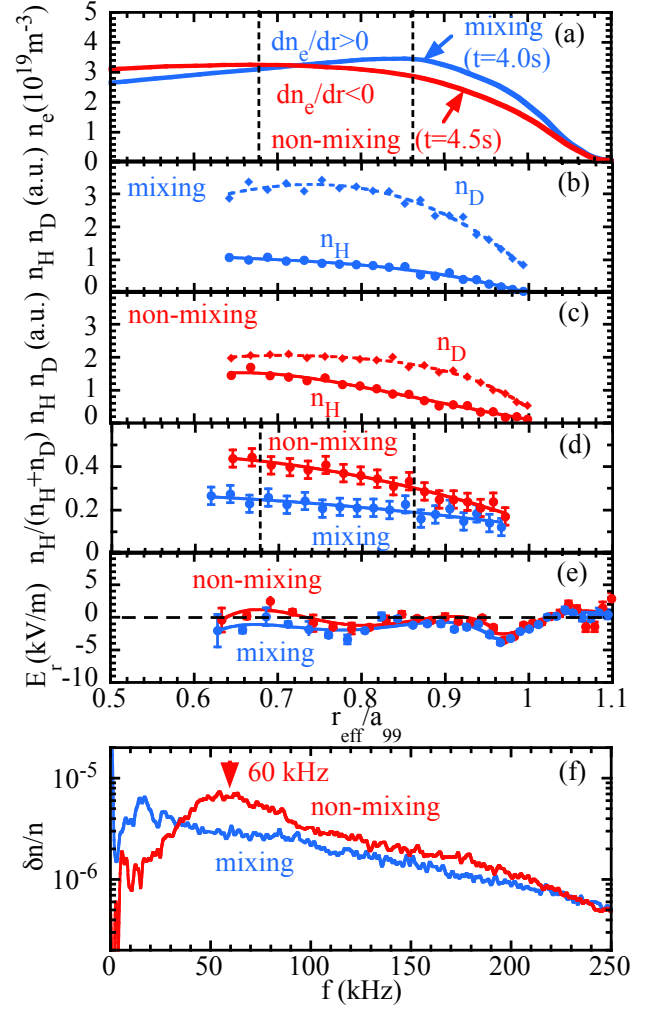 5
4
3
2
1
0
n_e(10^19 m^-3)
dn_e/dr>0
mixing
(t=4.0s)
(a)
dn_e/dr<0
non-mixing
(t=4.5s)
3
2
1
0
n_H n_D (a.u.)
mixing
n_D
n_H
(b)
3
2
1
0
n_H n_D (a.u.)
non-mixing
n_D
n_H
(c)
0.4
0.2
0
n_H/(n_H+n_D)
non-mixing
mixing
(d)
5
0
-5
-10
E_r(kV/m)
non-mixing
mixing
(e)
0.5 0.6 0.7 0.8 0.9 1 1.1
r_eff/a_99
10^-5
10^-6
δn/n
60 kHz
non-mixing
mixing
(f)
0 50 100 150 200 250
f (kHz)